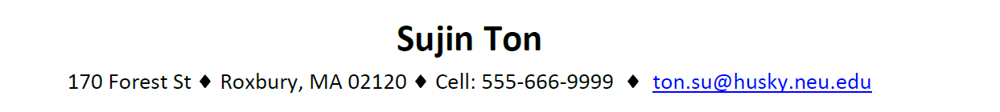 Sujin Ton
170 Forest St ♦ Roxbury, MA 02120 ♦ Cell: 555-666-9999 ♦ ton.su@husky.neu.edu